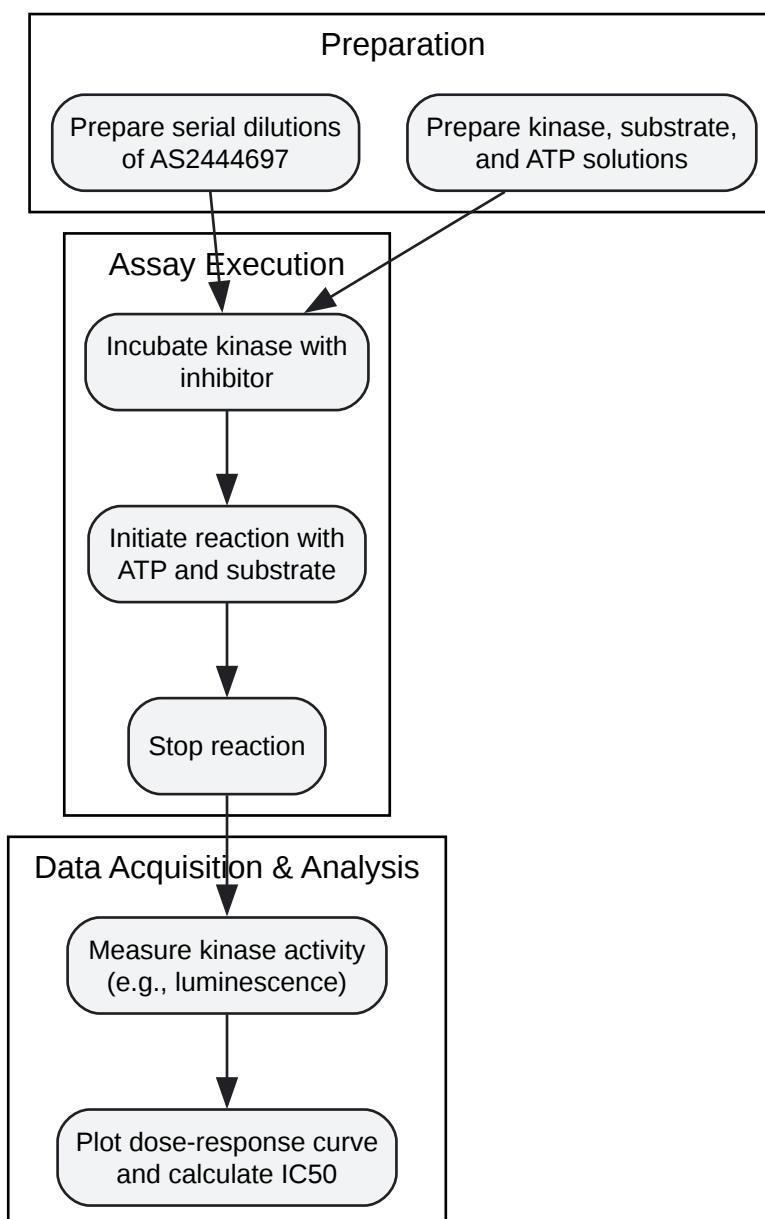 Preparation
Prepare serial dilutions
of AS2444697
Prepare kinase, substrate,
and ATP solutions
Assay Execution
Incubate kinase with
inhibitor
Initiate reaction with
ATP and substrate
Stop reaction
Data Acquisition & Analysis
Measure kinase activity
(e.g., luminescence)
Plot dose-response curve
and calculate IC50